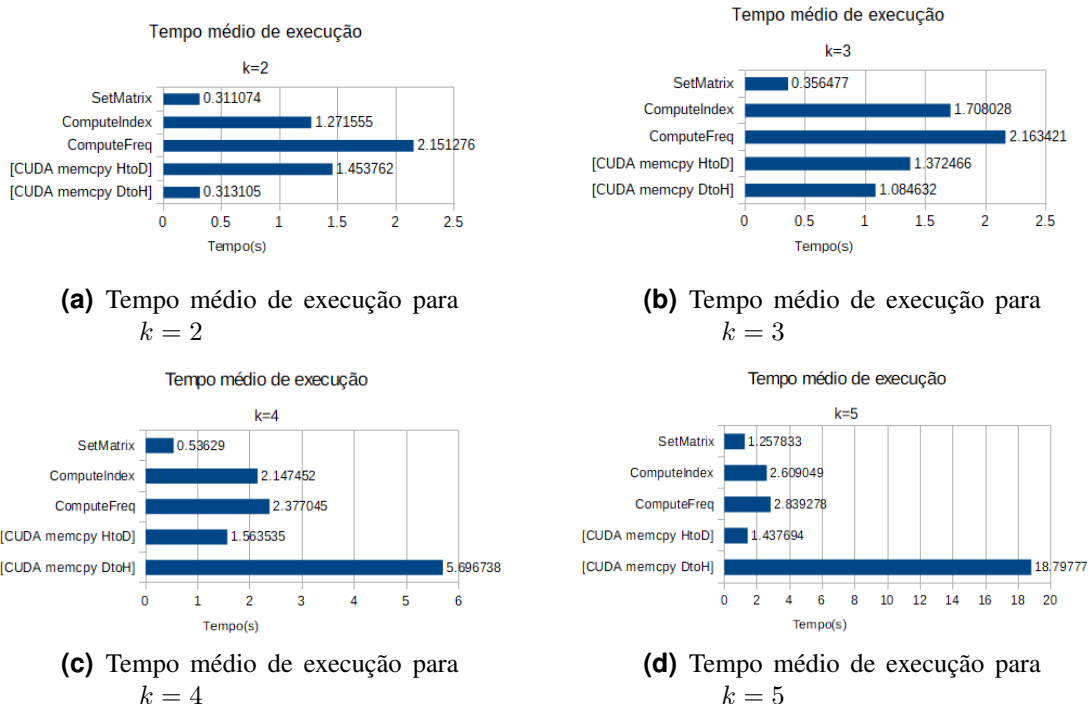 Tempo médio de execução
k=2
SetMatrix 0.311074
ComputeIndex 1.271555
ComputeFreq 2.151276
[CUDA memcpy HtoD] 1.453762
[CUDA memcpy DtoH] 0.313105
0 0.5 1 1.5 2 2.5
Tempo(s)
(a) Tempo médio de execução para
k = 2
Tempo médio de execução
k=3
SetMatrix 0.356477
ComputeIndex 1.708028
ComputeFreq 2.163421
[CUDA memcpy HtoD] 1.372466
[CUDA memcpy DtoH] 1.084632
0 0.5 1 1.5 2 2.5
Tempo(s)
(b) Tempo médio de execução para
k = 3
Tempo médio de execução
k=4
SetMatrix 0.53629
ComputeIndex 2.147452
ComputeFreq 2.377045
[CUDA memcpy HtoD] 1.563535
[CUDA memcpy DtoH] 5.696738
0 1 2 3 4 5 6
Tempo(s)
(c) Tempo médio de execução para
k = 4
Tempo médio de execução
k=5
SetMatrix 1.257833
ComputeIndex 2.609049
ComputeFreq 2.839278
[CUDA memcpy HtoD] 1.437694
[CUDA memcpy DtoH] 18.79777
0 2 4 6 8 10 12 14 16 18 20
Tempo(s)
(d) Tempo médio de execução para
k = 5